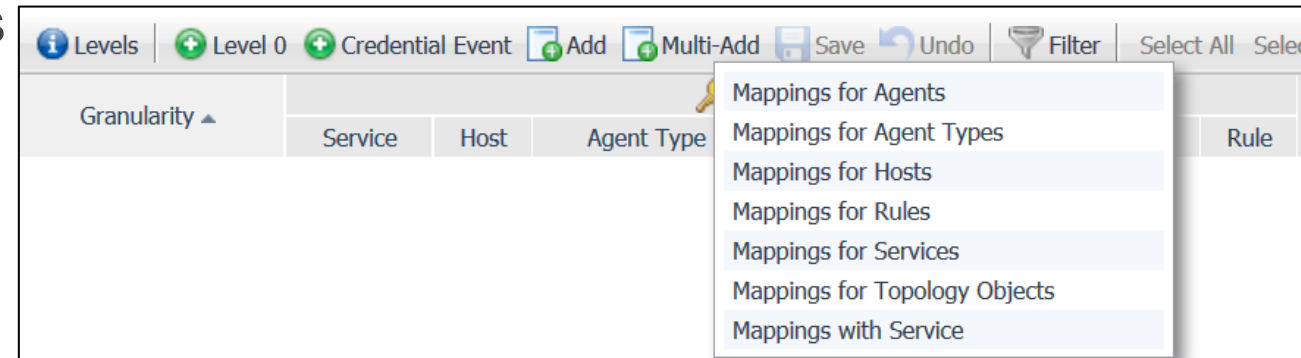 s
Levels Level 0 Credential Event Add Multi-Add Save Undo Filter Select All Selec
Granularity
Service Host Agent Type Rule
Mappings for Agents
Mappings for Agent Types
Mappings for Hosts
Mappings for Rules
Mappings for Services
Mappings for Topology Objects
Mappings with Service